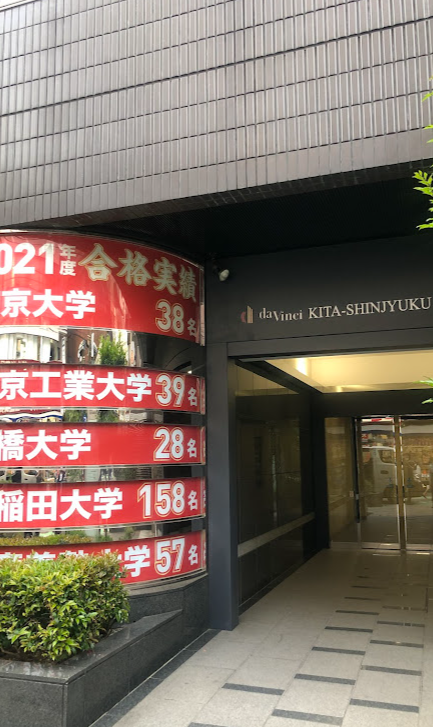 021年度 合格実績
京大学 38名
京工業大学 39名
橋大学 28名
稲田大学 158名
大学 57名
daVinci KITA-SHINJYUKU